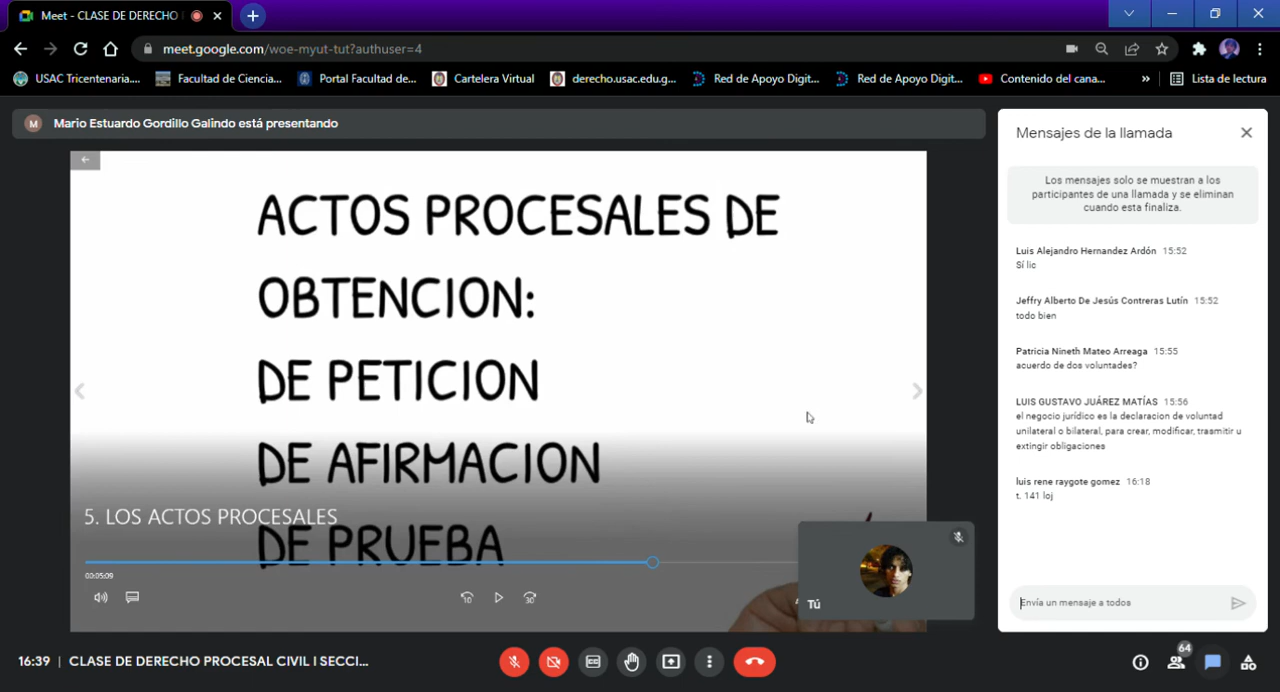 Meet - CLASE DE DERECHO
meet.google.com/woe-myut-tut?authuser=4
USAC Tricentenaria....
Facultad de Ciencia...
Portal Facultad de...
Cartelera Virtual
derecho.usac.edu.g...
Red de Apoyo Digit...
Red de Apoyo Digit...
Contenido del cana...
»
Lista de lectura
M Mario Estuardo Gordillo Galindo está presentando
ACTOS PROCESALES DE
OBTENCION:
DE PETICION
DE AFIRMACION
DE PRUEBA
5. LOS ACTOS PROCESALES
00:05:09
10
30
Tú
Mensajes de la llamada
Los mensajes solo se muestran a los
participantes de una llamada y se eliminan
cuando esta finaliza.
Luis Alejandro Hernandez Ardón 15:52
Sí lic
Jeffry Alberto De Jesús Contreras Lutín 15:52
todo bien
Patricia Nineth Mateo Arreaga 15:55
acuerdo de dos voluntades?
LUIS GUSTAVO JUÁREZ MATÍAS 15:56
el negocio jurídico es la declaracion de voluntad
unilateral o bilateral, para crear, modificar, trasmitir u
extingir obligaciones
luis rene raygote gomez 16:18
t. 141 loj
Envía un mensaje a todos
16:39 | CLASE DE DERECHO PROCESAL CIVIL I SECCI...
64